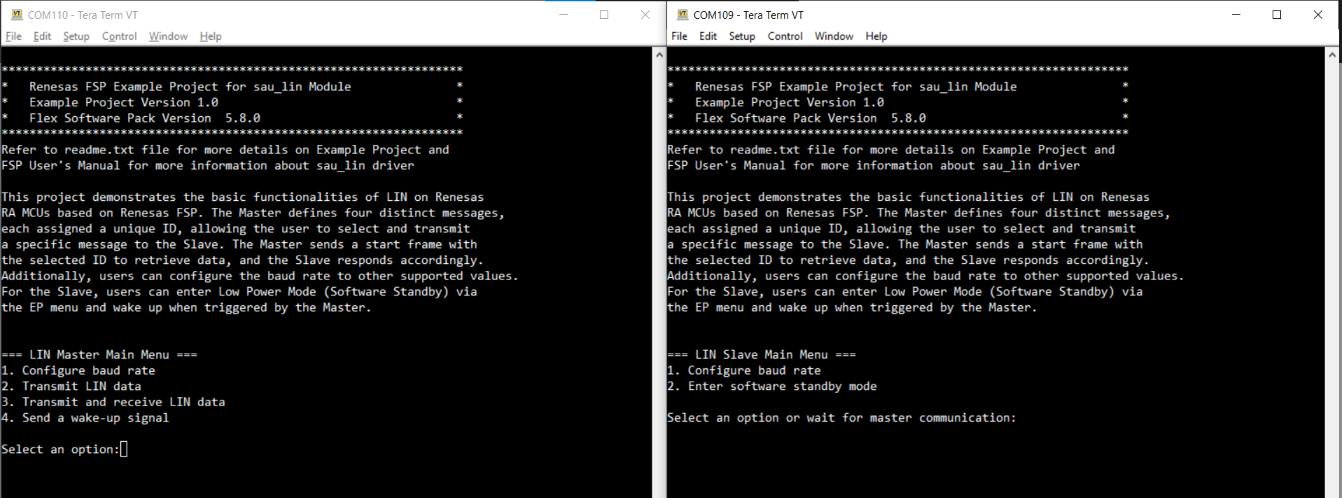 COM110 - Tera Term VT
File Edit Setup Control Window Help
******************************************************************
*   Renesas FSP Example Project for sau_lin Module               *
*   Example Project Version 1.0                                  *
*   Flex Software Pack Version  5.8.0                            *
******************************************************************
Refer to readme.txt file for more details on Example Project and
FSP User's Manual for more information about sau_lin driver
This project demonstrates the basic functionalities of LIN on Renesas
RA MCUs based on Renesas FSP. The Master defines four distinct messages,
each assigned a unique ID, allowing the user to select and transmit
a specific message to the Slave. The Master sends a start frame with
the selected ID to retrieve data, and the Slave responds accordingly.
Additionally, users can configure the baud rate to other supported values.
For the Slave, users can enter Low Power Mode (Software Standby) via
the EP menu and wake up when triggered by the Master.
=== LIN Master Main Menu ===
1. Configure baud rate
2. Transmit LIN data
3. Transmit and receive LIN data
4. Send a wake-up signal
Select an option:
COM109 - Tera Term VT
File Edit Setup Control Window Help
******************************************************************
*   Renesas FSP Example Project for sau_lin Module               *
*   Example Project Version 1.0                                  *
*   Flex Software Pack Version  5.8.0                            *
******************************************************************
Refer to readme.txt file for more details on Example Project and
FSP User's Manual for more information about sau_lin driver
This project demonstrates the basic functionalities of LIN on Renesas
RA MCUs based on Renesas FSP. The Master defines four distinct messages,
each assigned a unique ID, allowing the user to select and transmit
a specific message to the Slave. The Master sends a start frame with
the selected ID to retrieve data, and the Slave responds accordingly.
Additionally, users can configure the baud rate to other supported values.
For the Slave, users can enter Low Power Mode (Software Standby) via
the EP menu and wake up when triggered by the Master.
=== LIN Slave Main Menu ===
1. Configure baud rate
2. Enter software standby mode
Select an option or wait for master communication: